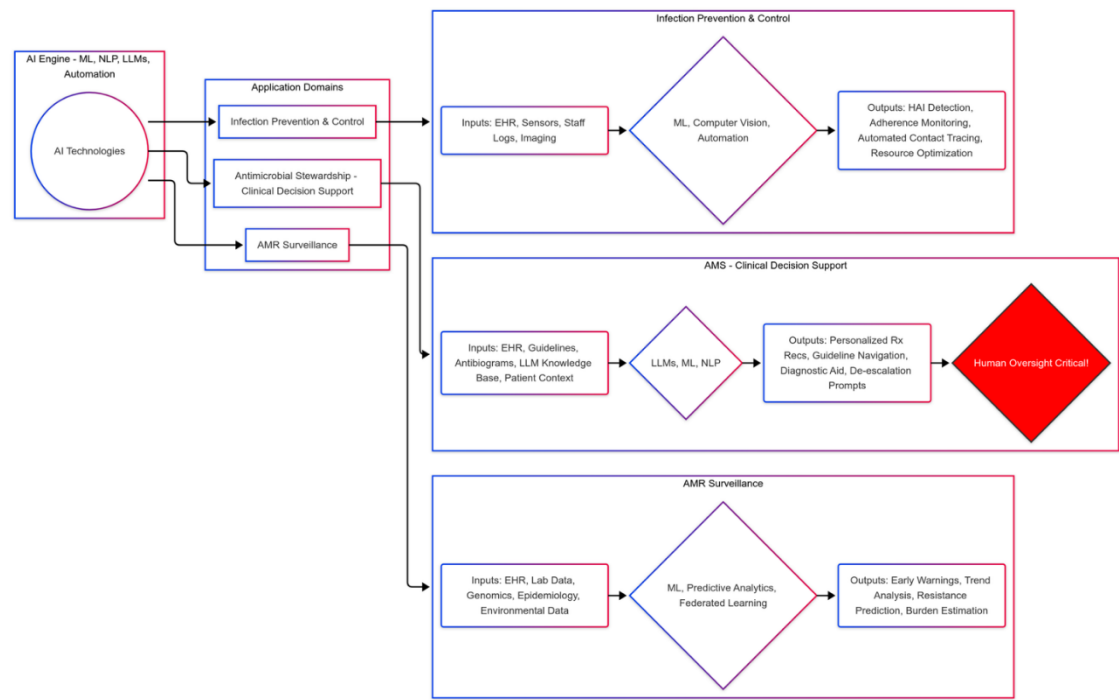 AI Engine - ML, NLP, LLMs,
Automation
AI Technologies
Application Domains
Infection Prevention & Control
Antimicrobial Stewardship -
Clinical Decision Support
AMR Surveillance
Infection Prevention & Control
Inputs: EHR, Sensors, Staff
Logs, Imaging
ML, Computer Vision,
Automation
Outputs: HAI Detection,
Adherence Monitoring,
Automated Contact Tracing,
Resource Optimization
AMS - Clinical Decision Support
Inputs: EHR, Guidelines,
Antibiograms, LLM Knowledge
Base, Patient Context
LLMs, ML, NLP
Outputs: Personalized Rx
Recs, Guideline Navigation,
Diagnostic Aid, De-escalation
Prompts
Human Oversight Critical!
AMR Surveillance
Inputs: EHR, Lab Data,
Genomics, Epidemiology,
Environmental Data
ML, Predictive Analytics,
Federated Learning
Outputs: Early Warnings, Trend
Analysis, Resistance
Prediction, Burden Estimation